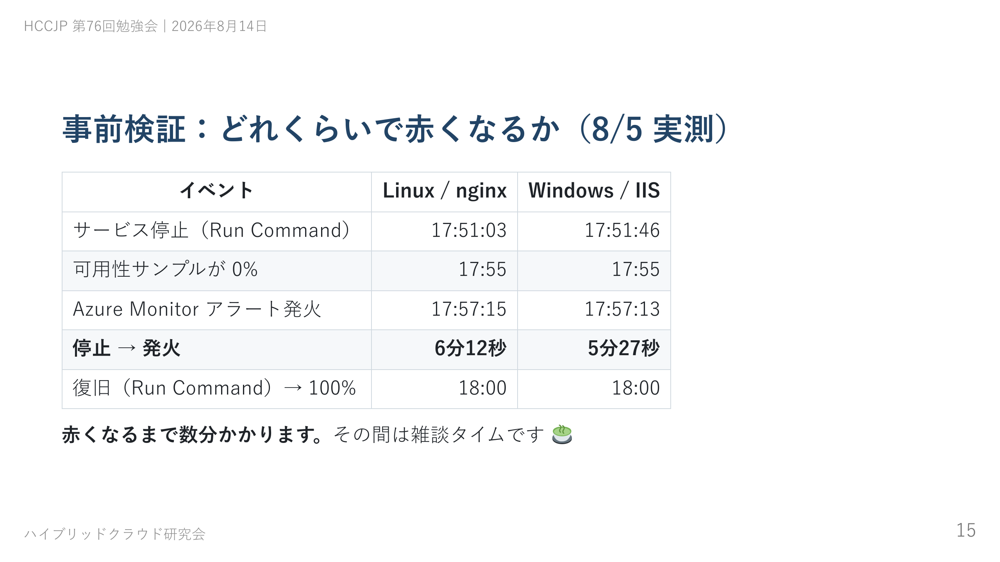 HCCJP 第76回勉強会 | 2026年8月14日
事前検証：どれくらいで赤くなるか（8/5 実測）
イベント Linux / nginx Windows / IIS
サービス停止（Run Command） 17:51:03 17:51:46
可用性サンプルが 0% 17:55 17:55
Azure Monitor アラート発火 17:57:15 17:57:13
停止 → 発火 6分12秒 5分27秒
復旧（Run Command）→ 100% 18:00 18:00
赤くなるまで数分かかります。その間は雑談タイムです 🍵
ハイブリッドクラウド研究会
15